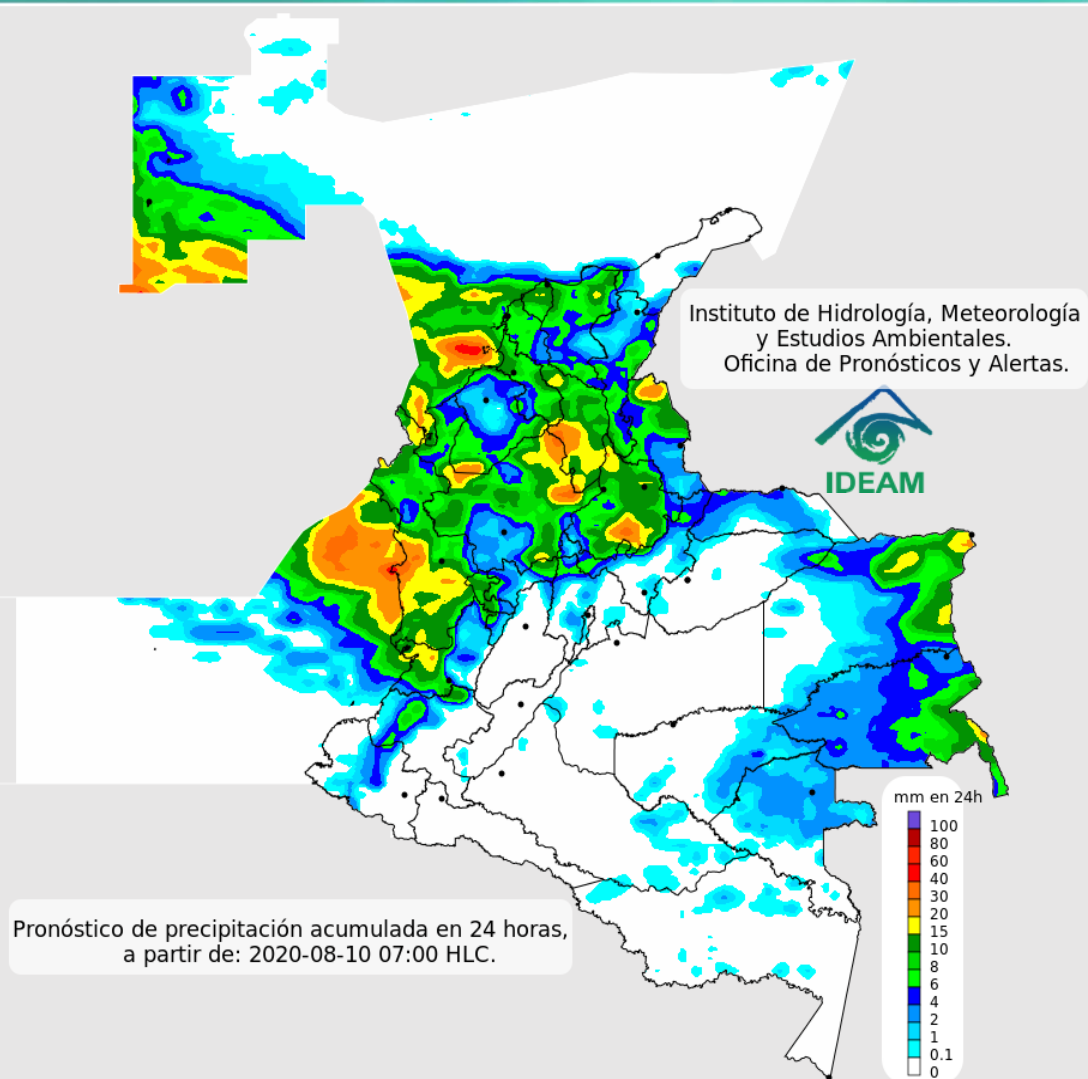 Instituto de Hidrología, Meteorología
y Estudios Ambientales.
Oficina de Pronósticos y Alertas.
IDEAM
mm en 24h
100
80
60
40
30
20
15
10
8
6
4
2
1
0.1
0
Pronóstico de precipitación acumulada en 24 horas,
a partir de: 2020-08-10 07:00 HLC.